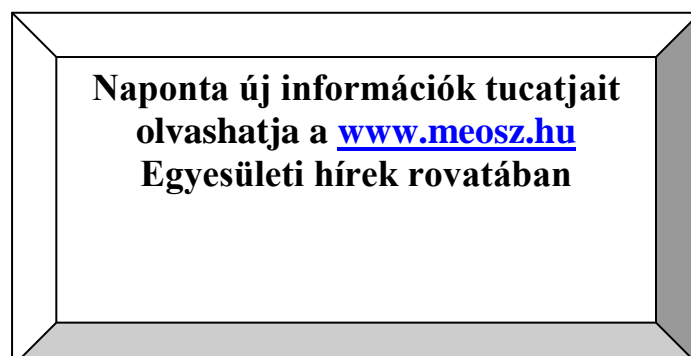 Naponta új információk tucatjait
olvashatja a www.meosz.hu
Egyesületi hírek rovatában